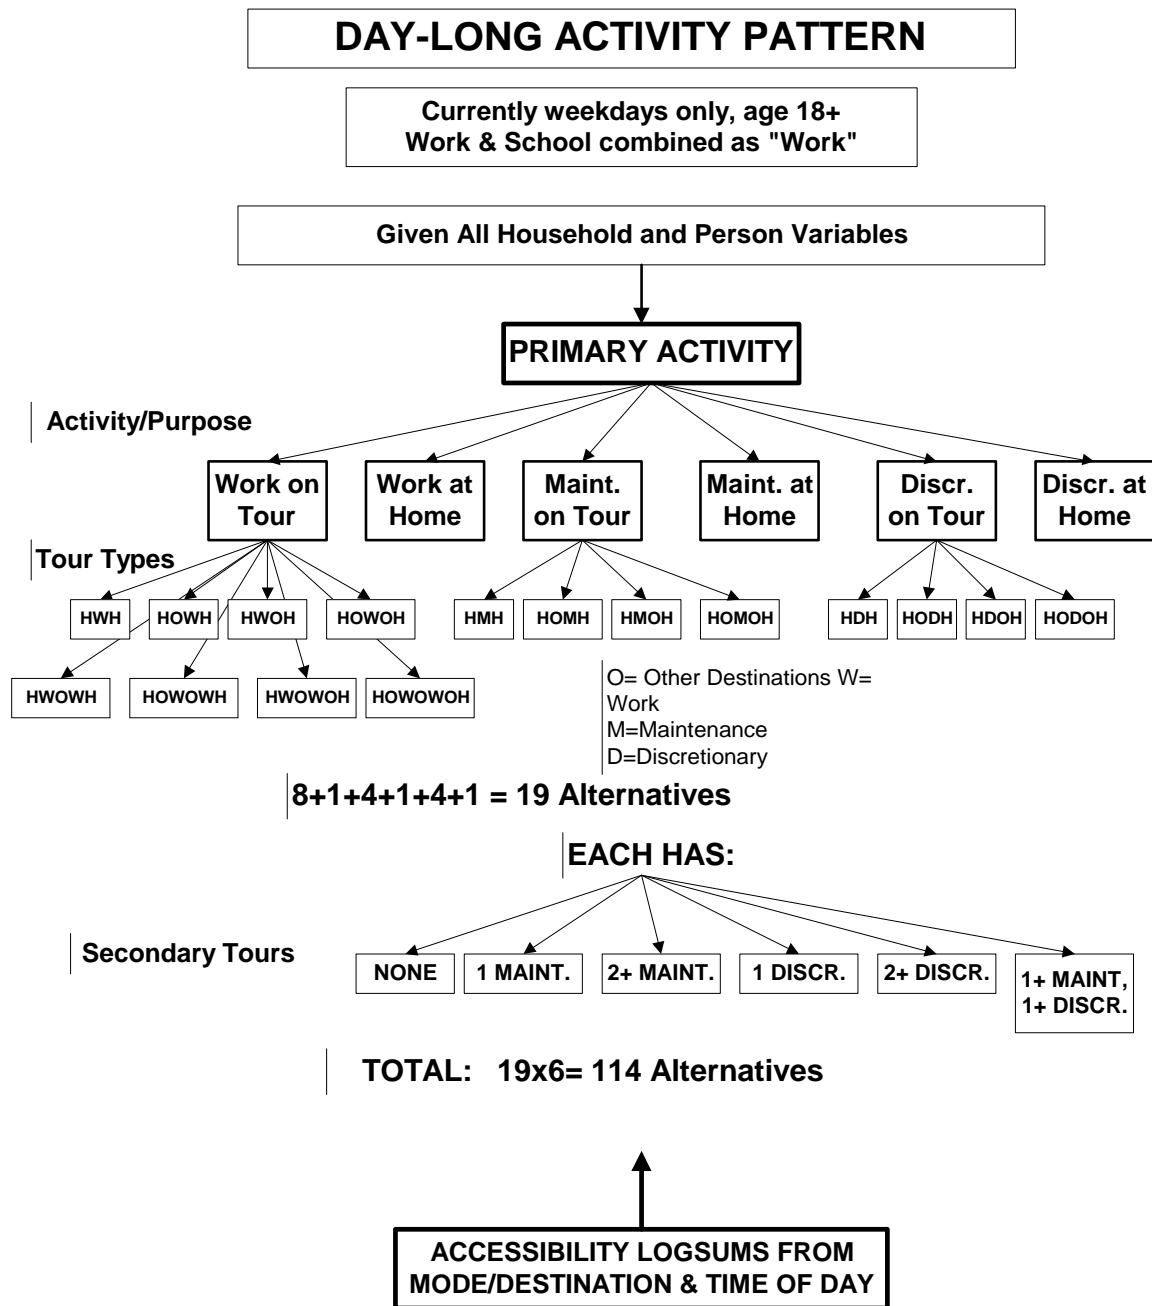 DAY-LONG ACTIVITY PATTERN
Currently weekdays only, age 18+
Work & School combined as "Work"
Given All Household and Person Variables
PRIMARY ACTIVITY
Activity/Purpose
Work on
Tour
Work at
Home
Maint.
on Tour
Maint. at
Home
Discr.
on Tour
Discr. at
Home
Tour Types
HWH
HOWH
HWOH
HOWOH
HMH
HOMH
HMOH
HOMOH
HDH
HODH
HDOH
HODOH
HWOWH
HOWOWH
HWOWOH
HOWOWOH
O= Other Destinations W=
Work
M=Maintenance
D=Discretionary
8+1+4+1+4+1 = 19 Alternatives
EACH HAS:
Secondary Tours
NONE
1 MAINT.
2+ MAINT.
1 DISCR.
2+ DISCR.
1+ MAINT,
1+ DISCR.
TOTAL: 19x6= 114 Alternatives
ACCESSIBILITY LOGSUMS FROM
MODE/DESTINATION & TIME OF DAY